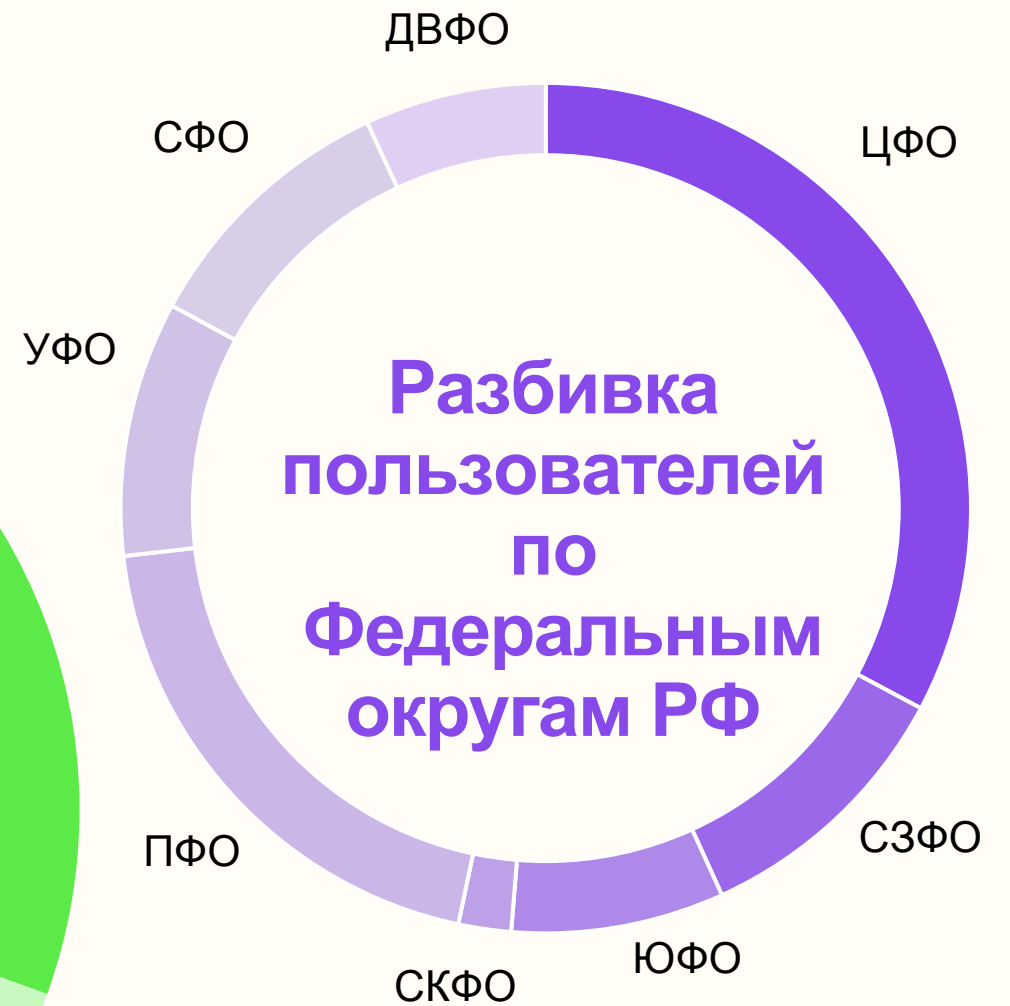 ДВФО
СФО
ЦФО
УФО
Разбивка
пользователей
по
Федеральным
округам РФ
ПФО
СЗФО
СКФО
ЮФО